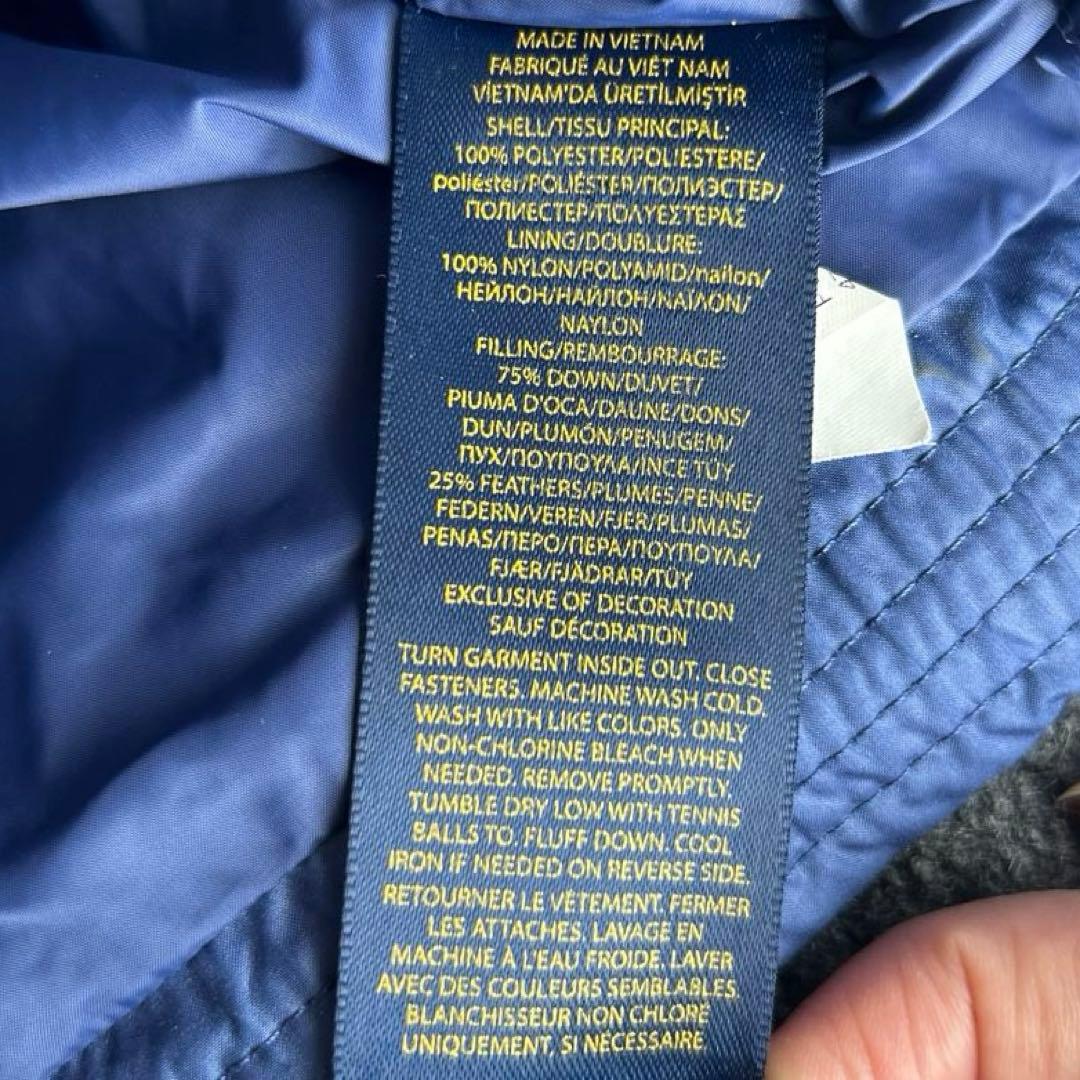 MADE IN VIETNAM
FABRIQUÉ AU VIÊT NAM
VİETNAM'DA ÜRETİLMİŞTİR
SHELL/TISSU PRINCIPAL:
100% POLYESTER/POLIESTERE/
poliéster/POLIÉSTER/ПОЛИЭСТЕР/
ПОЛИЕСТЕР/ΠΟΛΥΕΣΤΕΡΑΣ
LINING/DOUBLURE:
100% NYLON/POLYAMID/nailon/
НЕЙЛОН/НАЙЛОН/ΝΑΪΛΟΝ/
NAYLON
FILLING/REMBOURRAGE:
75% DOWN/DUVET/
PIUMA D'OCA/DAUNE/DONS/
DUN/PLUMÓN/PENUGEM/
ПУХ/ΠΟΥΠΟΥΛΑ/İNCE TÜY
25% FEATHERS/PLUMES/PENNE/
FEDERN/VEREN/FJER/PLUMAS/
PENAS/ПЕРО/ПЕРА/ΠΟΥΠΟΥΛΑ/
FJÆR/FJÄDRAR/TÜY
EXCLUSIVE OF DECORATION
SAUF DÉCORATION
TURN GARMENT INSIDE OUT. CLOSE
FASTENERS. MACHINE WASH COLD.
WASH WITH LIKE COLORS. ONLY
NON-CHLORINE BLEACH WHEN
NEEDED. REMOVE PROMPTLY.
TUMBLE DRY LOW WITH TENNIS
BALLS TO. FLUFF DOWN. COOL
IRON IF NEEDED ON REVERSE SIDE.
RETOURNER LE VÊTEMENT. FERMER
LES ATTACHES. LAVAGE EN
MACHINE À L'EAU FROIDE. LAVER
AVEC DES COULEURS SEMBLABLES.
BLANCHISSEUR NON CHLORÉ
UNIQUEMENT, SI NÉCESSAIRE.